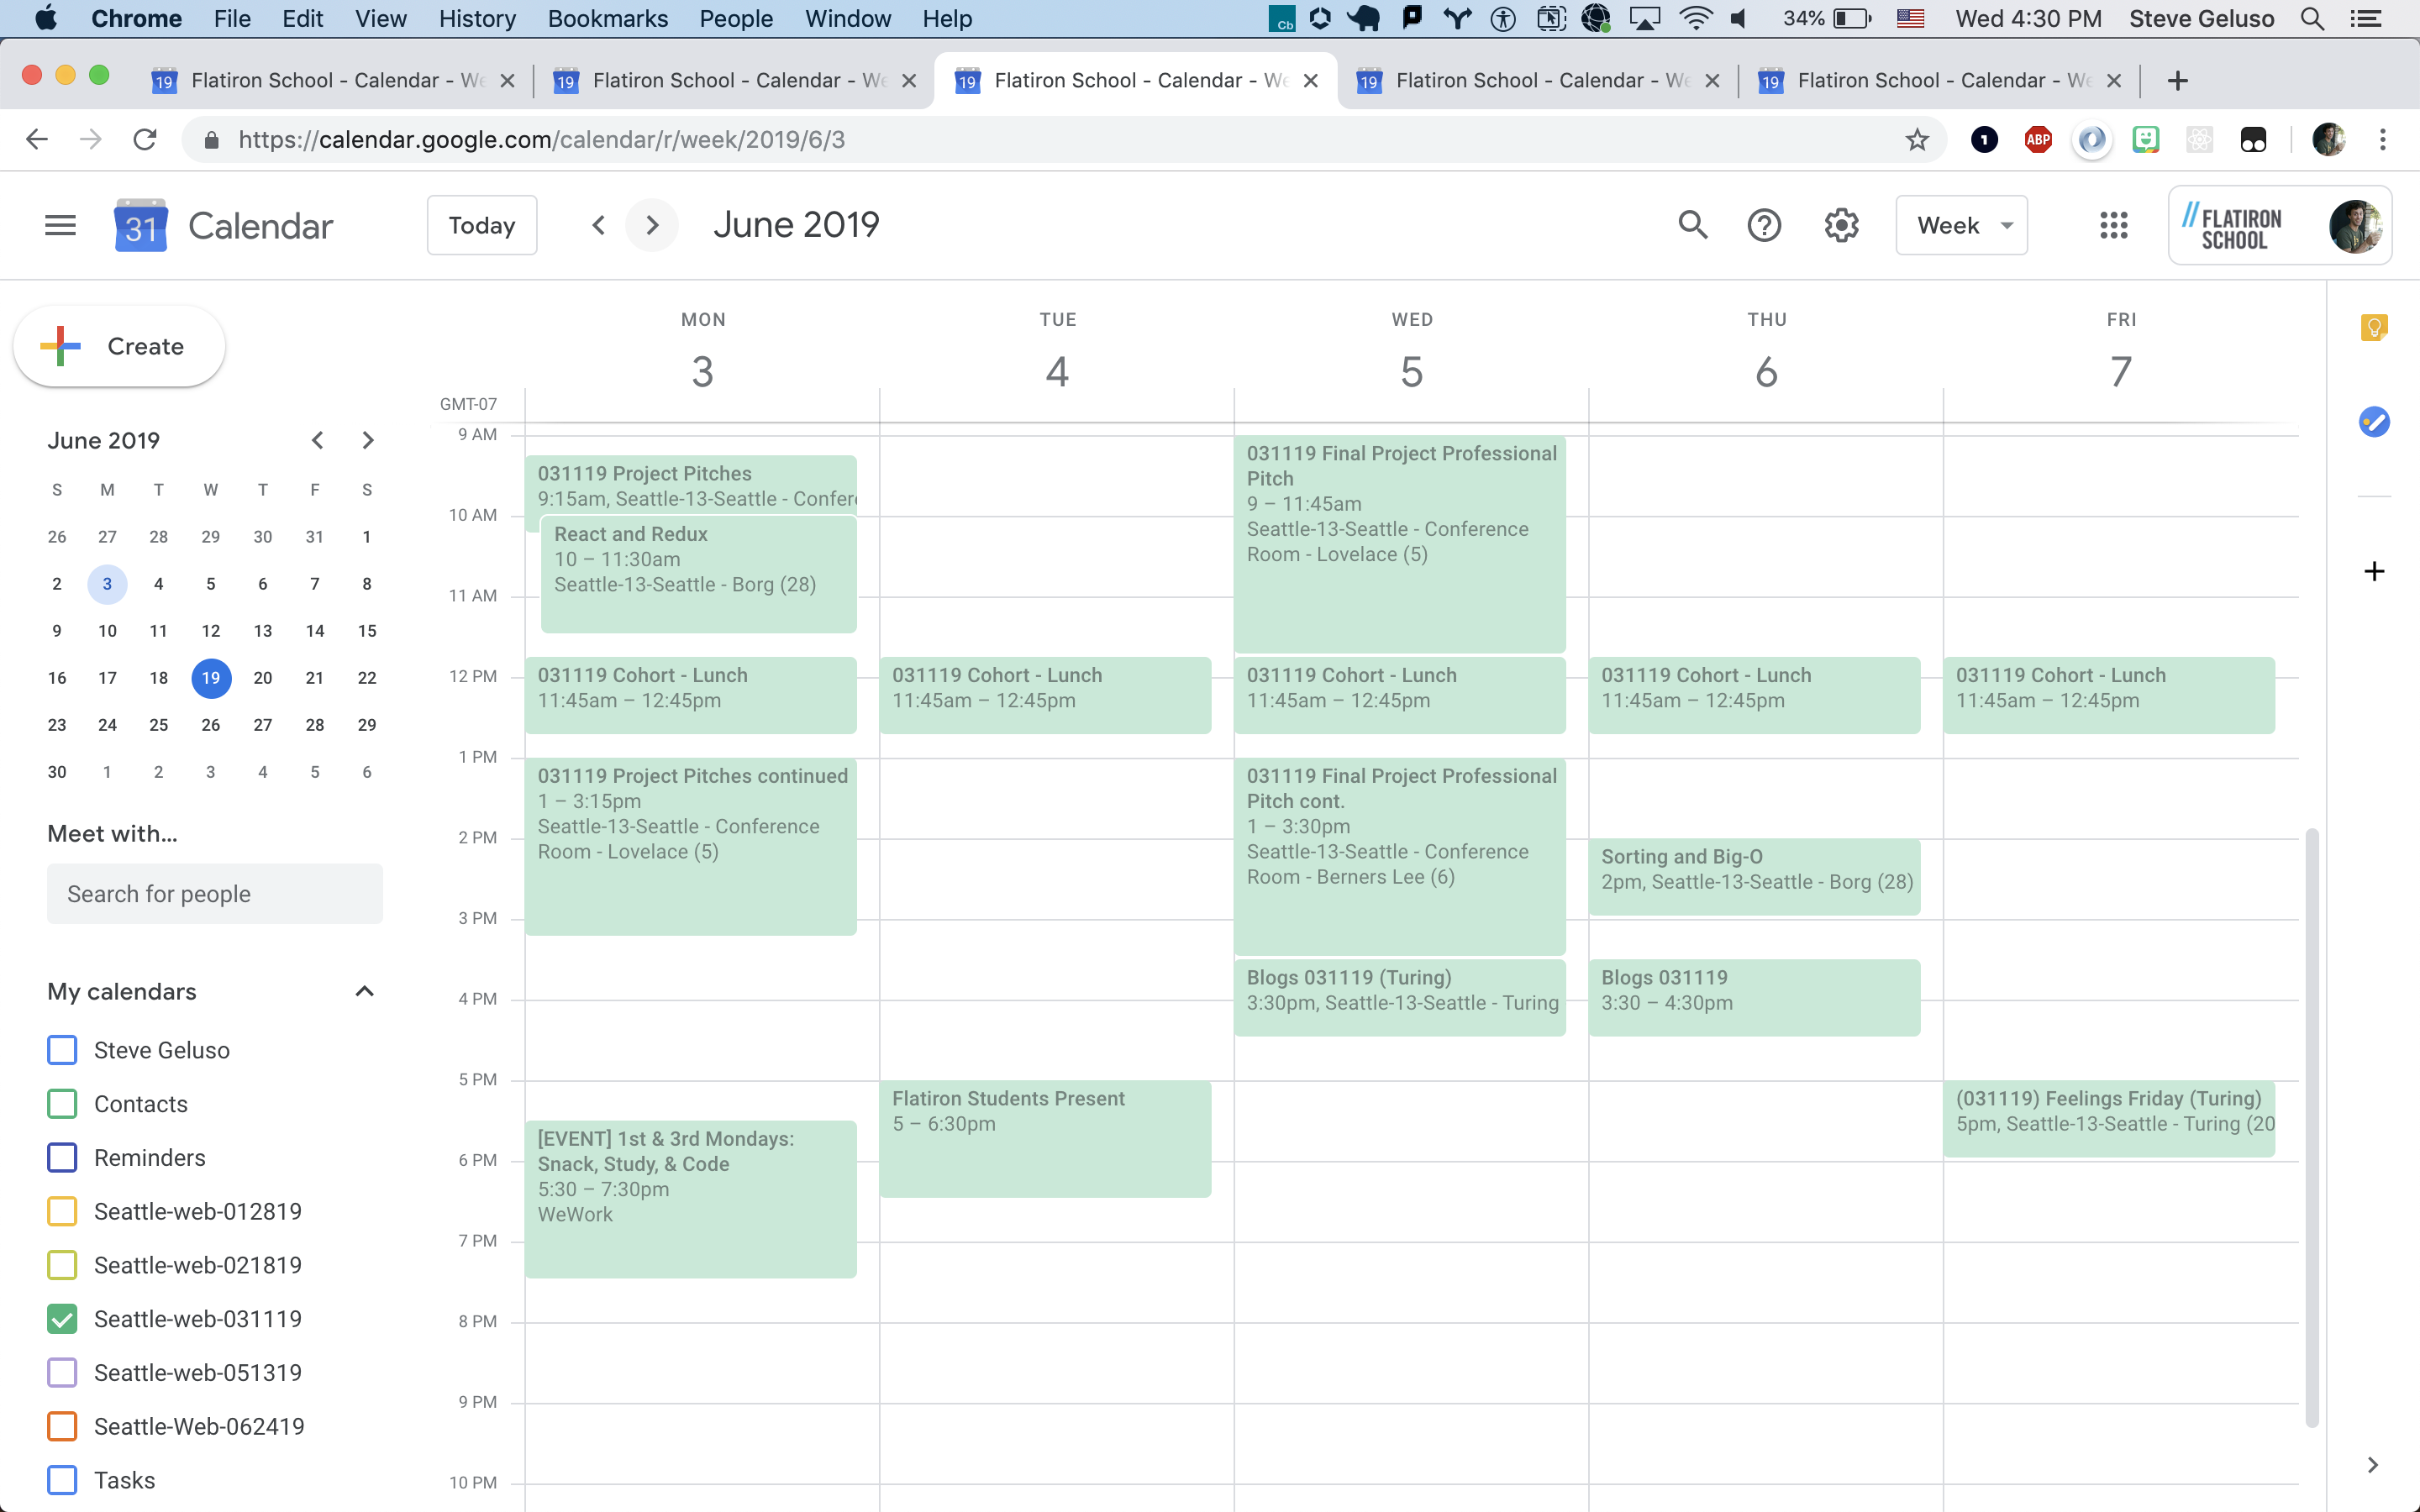 Chrome File Edit View History Bookmarks People Window Help
Cb 34% Wed 4:30 PM Steve Geluso
19 Flatiron School - Calendar - We
19 Flatiron School - Calendar - We
19 Flatiron School - Calendar - We
19 Flatiron School - Calendar - We
19 Flatiron School - Calendar - We
https://calendar.google.com/calendar/r/week/2019/6/3
1 ABP
31 Calendar Today June 2019 Week
// FLATIRON
SCHOOL
Create
June 2019
S M T W T F S
26 27 28 29 30 31 1
2 3 4 5 6 7 8
9 10 11 12 13 14 15
16 17 18 19 20 21 22
23 24 25 26 27 28 29
30 1 2 3 4 5 6
Meet with...
Search for people
My calendars
Steve Geluso
Contacts
Reminders
Seattle-web-012819
Seattle-web-021819
Seattle-web-031119
Seattle-web-051319
Seattle-Web-062419
Tasks
GMT-07
9 AM
10 AM
11 AM
12 PM
1 PM
2 PM
3 PM
4 PM
5 PM
6 PM
7 PM
8 PM
9 PM
10 PM
MON
3
031119 Project Pitches
9:15am, Seattle-13-Seattle - Confere
React and Redux
10 – 11:30am
Seattle-13-Seattle - Borg (28)
031119 Cohort - Lunch
11:45am – 12:45pm
031119 Project Pitches continued
1 – 3:15pm
Seattle-13-Seattle - Conference
Room - Lovelace (5)
[EVENT] 1st & 3rd Mondays:
Snack, Study, & Code
5:30 – 7:30pm
WeWork
TUE
4
031119 Cohort - Lunch
11:45am – 12:45pm
Flatiron Students Present
5 – 6:30pm
WED
5
031119 Final Project Professional
Pitch
9 – 11:45am
Seattle-13-Seattle - Conference
Room - Lovelace (5)
031119 Cohort - Lunch
11:45am – 12:45pm
031119 Final Project Professional
Pitch cont.
1 – 3:30pm
Seattle-13-Seattle - Conference
Room - Berners Lee (6)
Blogs 031119 (Turing)
3:30pm, Seattle-13-Seattle - Turing
THU
6
031119 Cohort - Lunch
11:45am – 12:45pm
Sorting and Big-O
2pm, Seattle-13-Seattle - Borg (28)
Blogs 031119
3:30 – 4:30pm
FRI
7
031119 Cohort - Lunch
11:45am – 12:45pm
(031119) Feelings Friday (Turing)
5pm, Seattle-13-Seattle - Turing (20